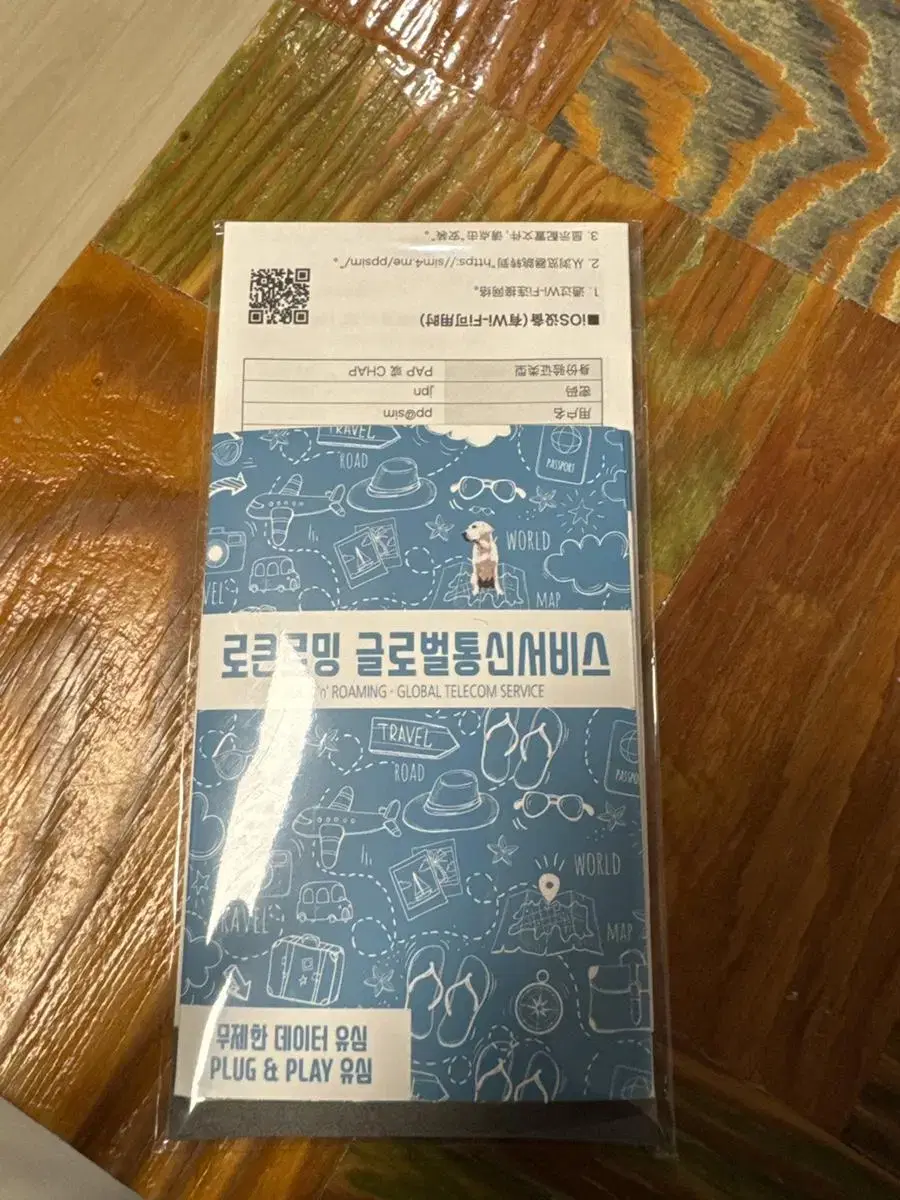 3. 显示配置文件，请点击"安装"。
2. 从浏览器跳转到"https://sim4.me/ppsim/"。
1. 通过Wi-Fi连接网络。
■iOS设备(有Wi-Fi可用时)
身份验证类型 PAP 或 CHAP
密码 jpn
用户名 pp@sim
TRAVEL
ROAD
PASSPORT
WORLD
MAP
로큰로밍 글로벌통신서비스
'n' ROAMING · GLOBAL TELECOM SERVICE
TRAVEL
ROAD
WORLD
TRAVEL
MAP
무제한 데이터 유심
PLUG & PLAY 유심